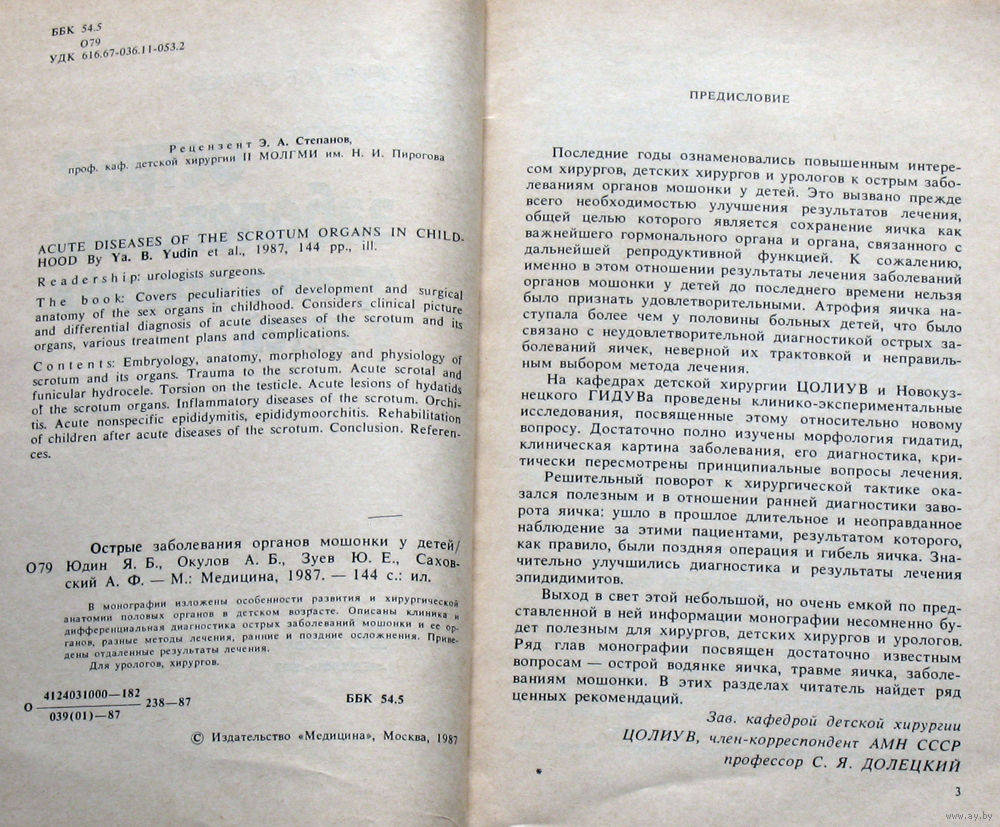 ББК 54.5
О79
УДК 616.67-036.11-053.2
Рецензент Э. А. Степанов,
проф. каф. детской хирургии II МОЛГМИ им. Н. И. Пирогова
ACUTE DISEASES OF THE SCROTUM ORGANS IN CHILD-
HOOD By Ya. B. Yudin et al., 1987, 144 pp., ill.
Readership: urologists surgeons.
The book: Covers peculiarities of development and surgical
anatomy of the sex organs in childhood. Considers clinical picture
and differential diagnosis of acute diseases of the scrotum and its
organs, various treatment plans and complications.
Contents: Embryology, anatomy, morphology and physiology of
scrotum and its organs. Trauma to the scrotum. Acute scrotal and
funicular hydrocele. Torsion on the testicle. Acute lesions of hydatids
of the scrotum organs. Inflammatory diseases of the scrotum. Orchi-
tis. Acute nonspecific epididymitis, epididymoorchitis. Rehabilitation
of children after acute diseases of the scrotum. Conclusion. Referen-
ces.
Острые заболевания органов мошонки у детей/
О79 Юдин Я. Б., Окулов А. Б., Зуев Ю. Е., Сахов-
ский А. Ф. — М.: Медицина, 1987. — 144 с.: ил.
В монографии изложены особенности развития и хирургической
анатомии половых органов в детском возрасте. Описаны клиника и
дифференциальная диагностика острых заболеваний мошонки и ее ор-
ганов, разные методы лечения, ранние и поздние осложнения. Приве-
дены отдаленные результаты лечения.
Для урологов, хирургов.
О 4124031000—182
039(01)—87 238—87 ББК 54.5
© Издательство «Медицина», Москва, 1987
ПРЕДИСЛОВИЕ
Последние годы ознаменовались повышенным интере-
сом хирургов, детских хирургов и урологов к острым забо-
леваниям органов мошонки у детей. Это вызвано прежде
всего необходимостью улучшения результатов лечения,
общей целью которого является сохранение яичка как
важнейшего гормонального органа и органа, связанного с
дальнейшей репродуктивной функцией. К сожалению,
именно в этом отношении результаты лечения заболеваний
органов мошонки у детей до последнего времени нельзя
было признать удовлетворительными. Атрофия яичка на-
ступала более чем у половины больных детей, что было
связано с неудовлетворительной диагностикой острых за-
болеваний яичек, неверной их трактовкой и неправиль-
ным выбором метода лечения.
На кафедрах детской хирургии ЦОЛИУВ и Новокуз-
нецкого ГИДУВа проведены клинико-экспериментальные
исследования, посвященные этому относительно новому
вопросу. Достаточно полно изучены морфология гидатид,
клиническая картина заболевания, его диагностика, кри-
тически пересмотрены принципиальные вопросы лечения.
Решительный поворот к хирургической тактике ока-
зался полезным и в отношении ранней диагностики заво-
рота яичка: ушло в прошлое длительное и неоправданное
наблюдение за этими пациентами, результатом которого,
как правило, были поздняя операция и гибель яичка. Зна-
чительно улучшились диагностика и результаты лечения
эпидидимитов.
Выход в свет этой небольшой, но очень емкой по пред-
ставленной в ней информации монографии несомненно бу-
дет полезным для хирургов, детских хирургов и урологов.
Ряд глав монографии посвящен достаточно известным
вопросам — острой водянке яичка, травме яичка, заболе-
ваниям мошонки. В этих разделах читатель найдет ряд
ценных рекомендаций.
Зав. кафедрой детской хирургии
ЦОЛИУВ, член-корреспондент АМН СССР
профессор С. Я. ДОЛЕЦКИЙ
*
3
www.ay.by